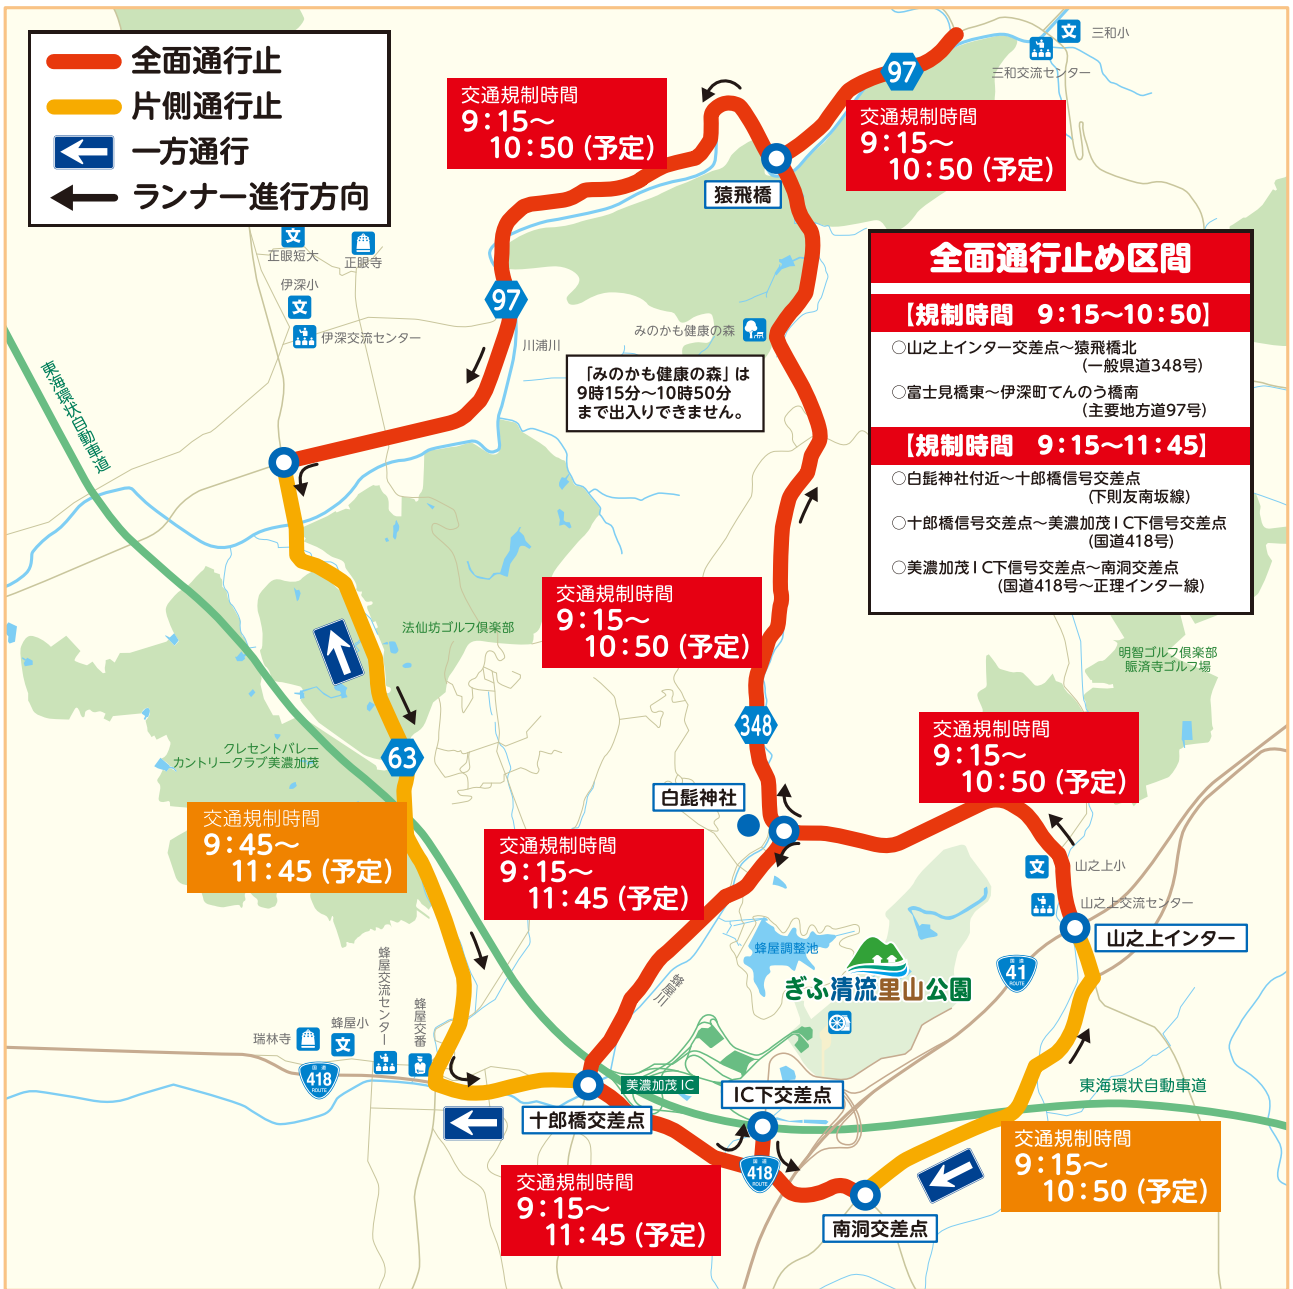 全面通行止
片側通行止
一方通行
ランナー進行方向
三和小
三和交流センター
97
交通規制時間
9：15～
10：50（予定）
交通規制時間
9：15～
10：50（予定）
猿飛橋
正眼短大
正眼寺
伊深小
伊深交流センター
97
川浦川
みのかも健康の森
「みのかも健康の森」は
9時15分～10時50分
まで出入りできません。
全面通行止め区間
【規制時間　9：15～10：50】
○山之上インター交差点～猿飛橋北
（一般県道348号）
○富士見橋東～伊深町てんのう橋南
（主要地方道97号）
【規制時間　9：15～11：45】
○白髭神社付近～十郎橋信号交差点
（下則友南坂線）
○十郎橋信号交差点～美濃加茂IC下信号交差点
（国道418号）
○美濃加茂IC下信号交差点～南洞交差点
（国道418号～正理インター線）
東海環状自動車道
交通規制時間
9：15～
10：50（予定）
法仙坊ゴルフ倶楽部
明智ゴルフ倶楽部
賑済寺ゴルフ場
クレセントバレー
カントリークラブ美濃加茂
63
348
交通規制時間
9：15～
10：50（予定）
白髭神社
交通規制時間
9：45～
11：45（予定）
交通規制時間
9：15～
11：45（予定）
山之上小
山之上交流センター
山之上インター
蜂屋調整池
ぎふ清流里山公園
国道
41
ROUTE
蜂屋川
蜂屋交流センター
蜂屋交番
蜂屋小
瑞林寺
国道
418
ROUTE
美濃加茂 IC
IC下交差点
十郎橋交差点
東海環状自動車道
交通規制時間
9：15～
10：50（予定）
国道
418
ROUTE
交通規制時間
9：15～
11：45（予定）
南洞交差点